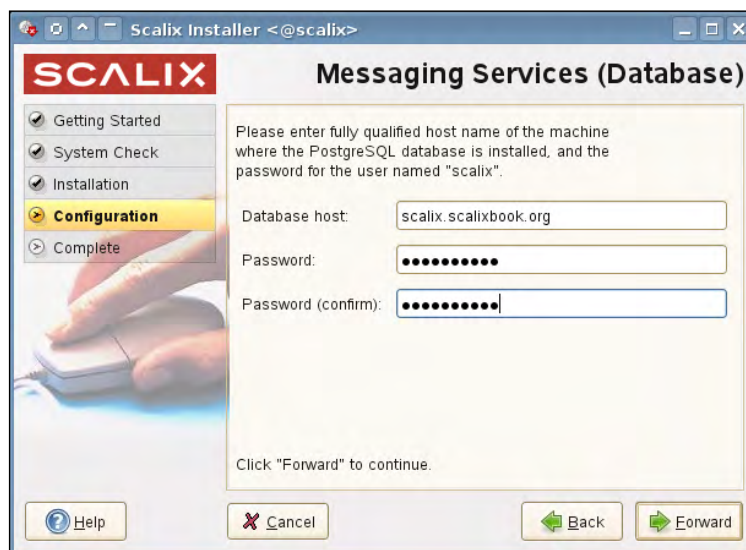 Scalix Installer <@scalix>
SCALIX
Messaging Services (Database)
Getting Started
System Check
Installation
Configuration
Complete
Please enter fully qualified host name of the machine
where the PostgreSQL database is installed, and the
password for the user named "scalix".
Database host: scalix.scalixbook.org
Password: ●●●●●●●●●●
Password (confirm): ●●●●●●●●●●
Click "Forward" to continue.
Help
Cancel
Back
Forward